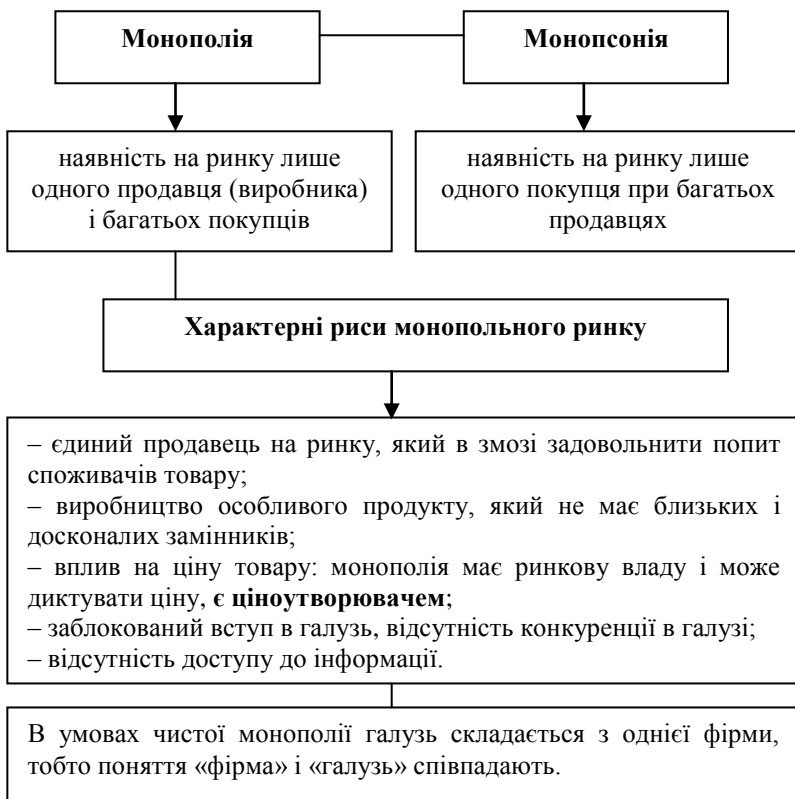 Монополія
Монопсонія
наявність на ринку лише
одного продавця (виробника)
і багатьох покупців
наявність на ринку лише
одного покупця при багатьох
продавцях
Характерні риси монопольного ринку
– єдиний продавець на ринку, який в змозі задовольнити попит
споживачів товару;
– виробництво особливого продукту, який не має близьких і
досконалих замінників;
– вплив на ціну товару: монополія має ринкову владу і може
диктувати ціну, є ціноутворювачем;
– заблокований вступ в галузь, відсутність конкуренції в галузі;
– відсутність доступу до інформації.
В умовах чистої монополії галузь складається з однієї фірми,
тобто поняття «фірма» і «галузь» співпадають.